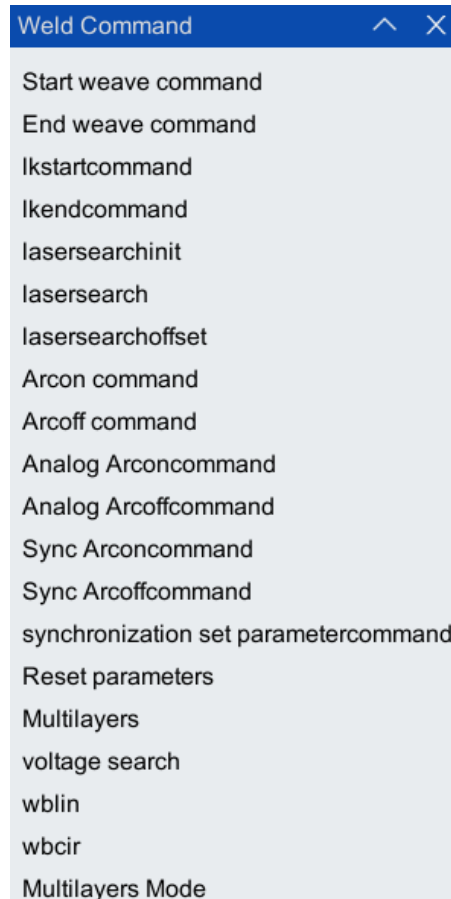 Weld Command
Start weave command
End weave command
lkstartcommand
lkendcommand
lasersearchinit
lasersearch
lasersearchoffset
Arcon command
Arcoff command
Analog Arconcommand
Analog Arcoffcommand
Sync Arconcommand
Sync Arcoffcommand
synchronization set parametercommand
Reset parameters
Multilayers
voltage search
wblin
wbcir
Multilayers Mode